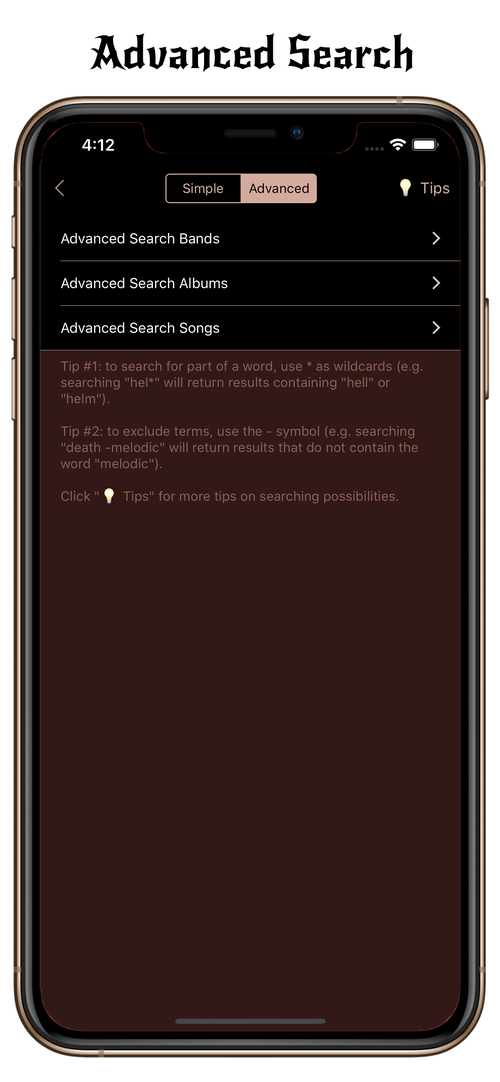 Advanced Search
4:12
Simple
Advanced
Tips
Advanced Search Bands
Advanced Search Albums
Advanced Search Songs
Tip #1: to search for part of a word, use * as wildcards (e.g.
searching "hel*" will return results containing "hell" or
"helm").
Tip #2: to exclude terms, use the - symbol (e.g. searching
"death -melodic" will return results that do not contain the
word "melodic").
Click "💡 Tips" for more tips on searching possibilities.